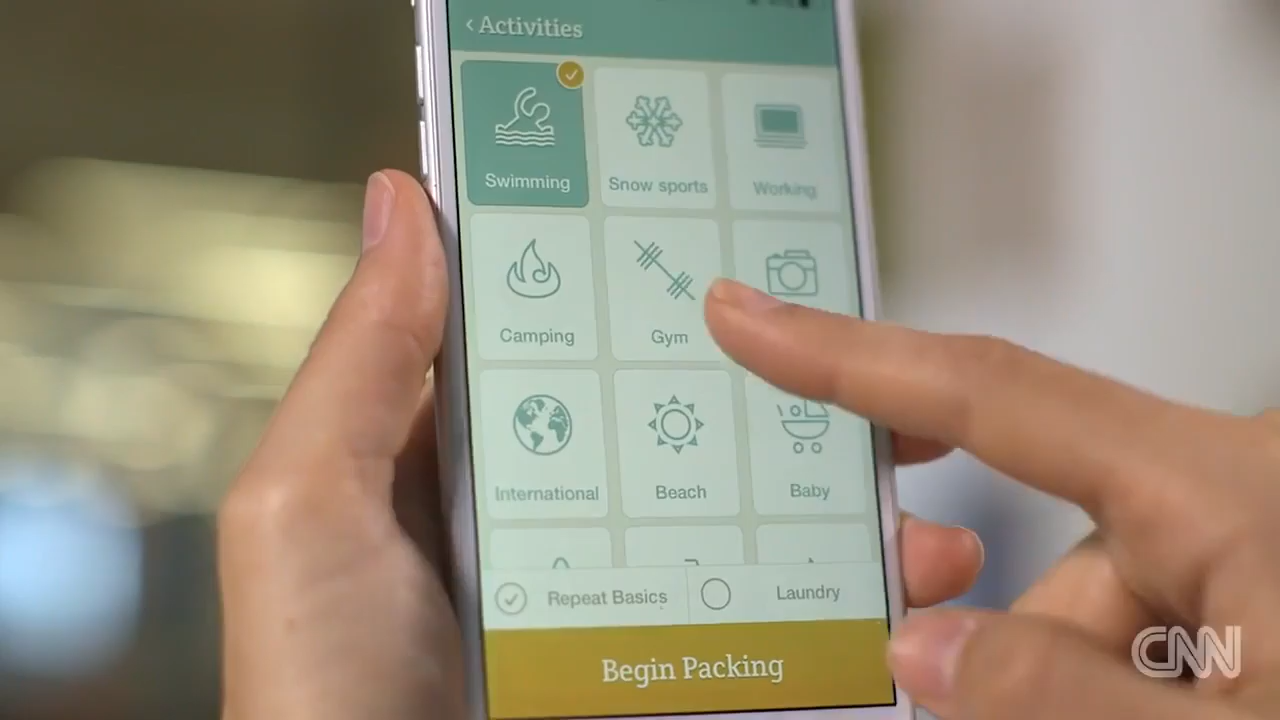 ‹ Activities
Swimming
Snow sports
Working
Camping
Gym
International
Beach
Baby
Repeat Basics
Laundry
Begin Packing
CNN